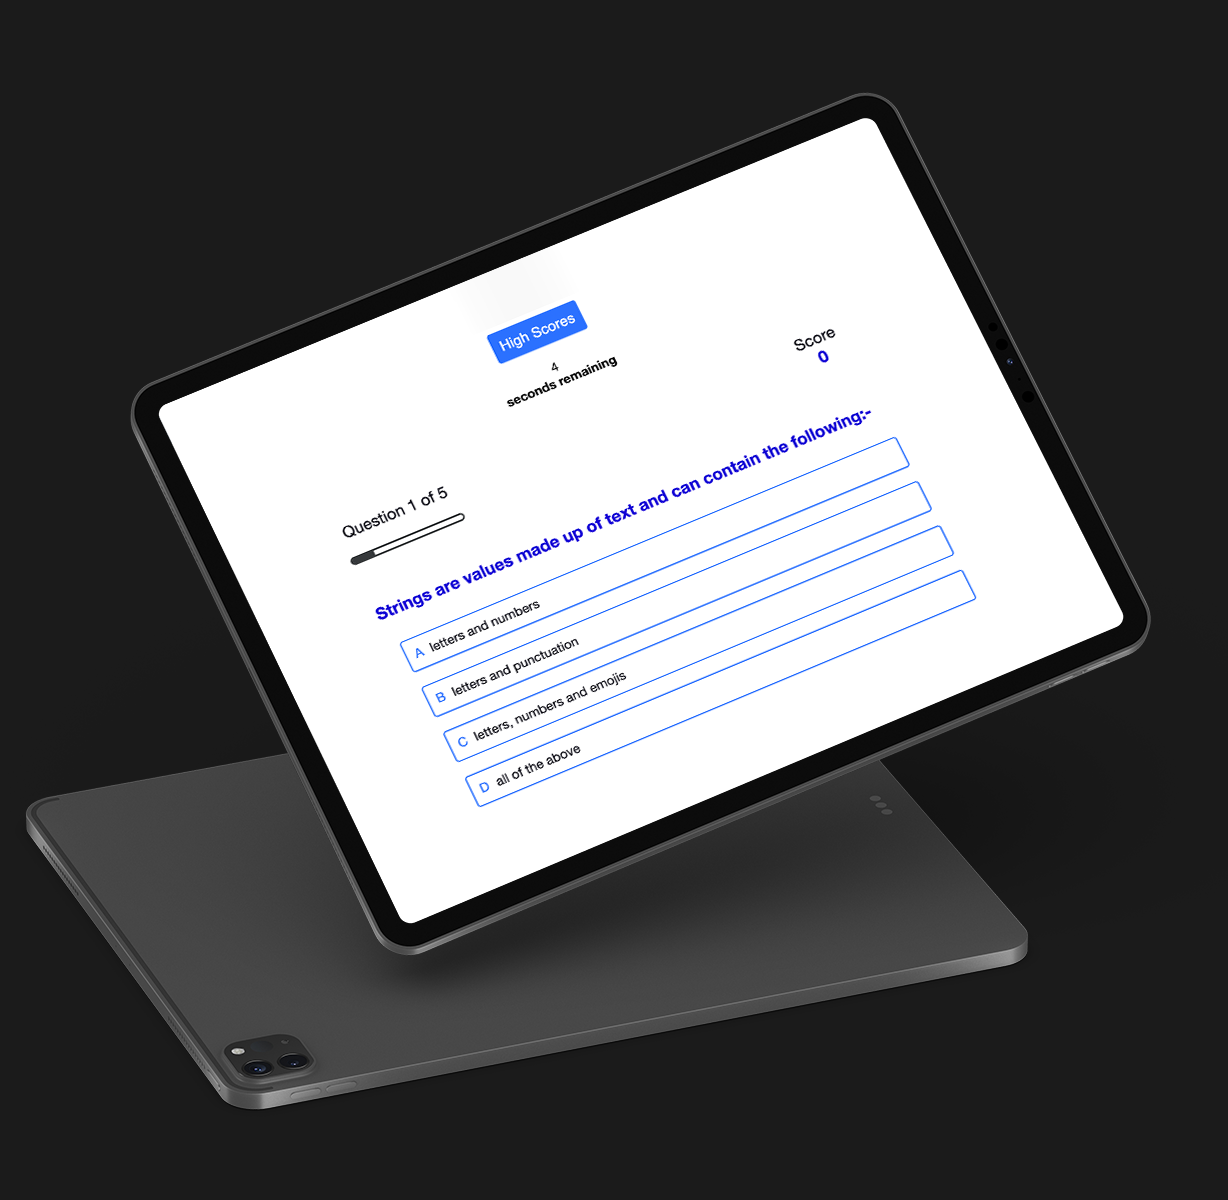 High Scores
4
seconds remaining
Score
0
Question 1 of 5
Strings are values made up of text and can contain the following:-
A letters and numbers
B letters and punctuation
C letters, numbers and emojis
D all of the above